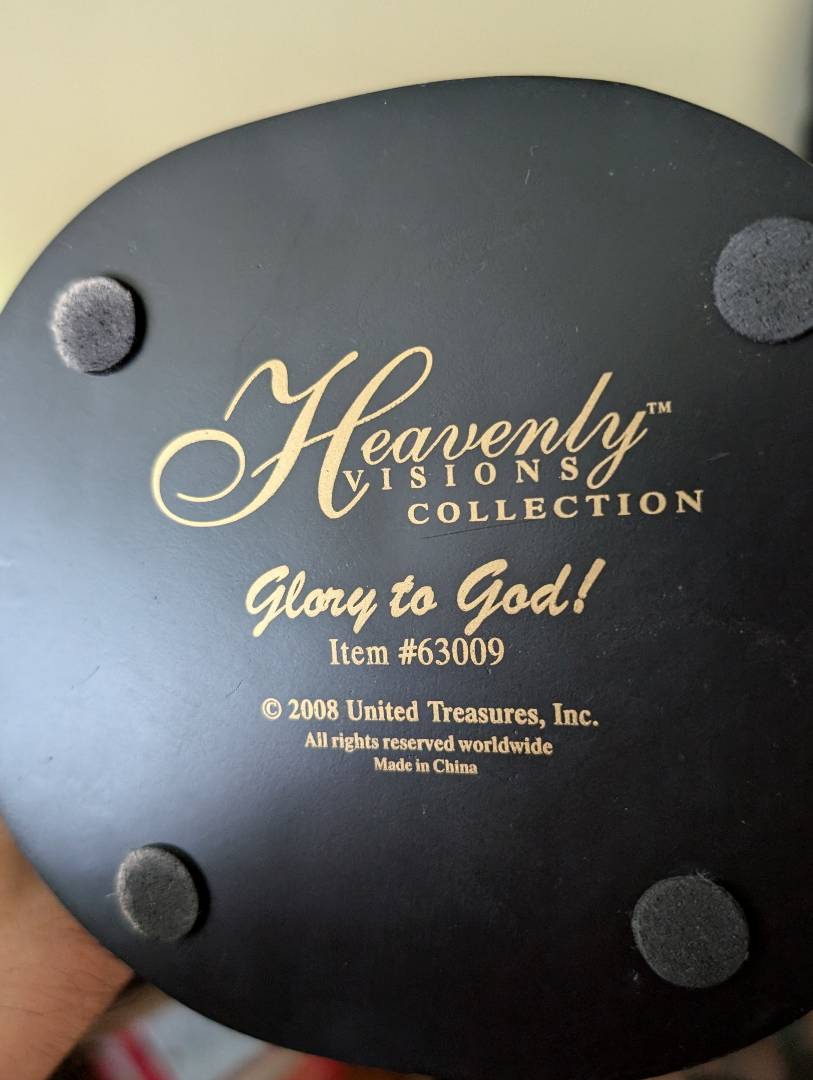 Heavenly™
VISIONS
COLLECTION
Glory to God!
Item #63009
© 2008 United Treasures, Inc.
All rights reserved worldwide
Made in China